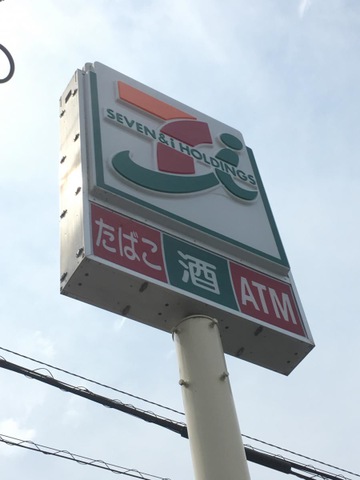 SEVEN & i HOLDINGS
たばこ 酒 ATM